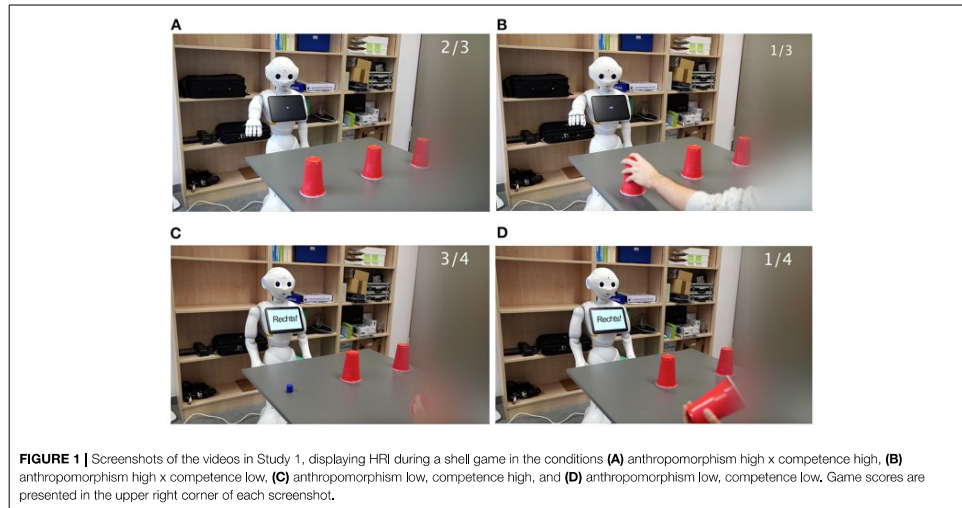 A
B
2/3
1/3
C
D
3/4
1/4
Rechts!
Rechts!
FIGURE 1 | Screenshots of the videos in Study 1, displaying HRI during a shell game in the conditions (A) anthropomorphism high x competence high, (B)
anthropomorphism high x competence low, (C) anthropomorphism low, competence high, and (D) anthropomorphism low, competence low. Game scores are
presented in the upper right corner of each screenshot.